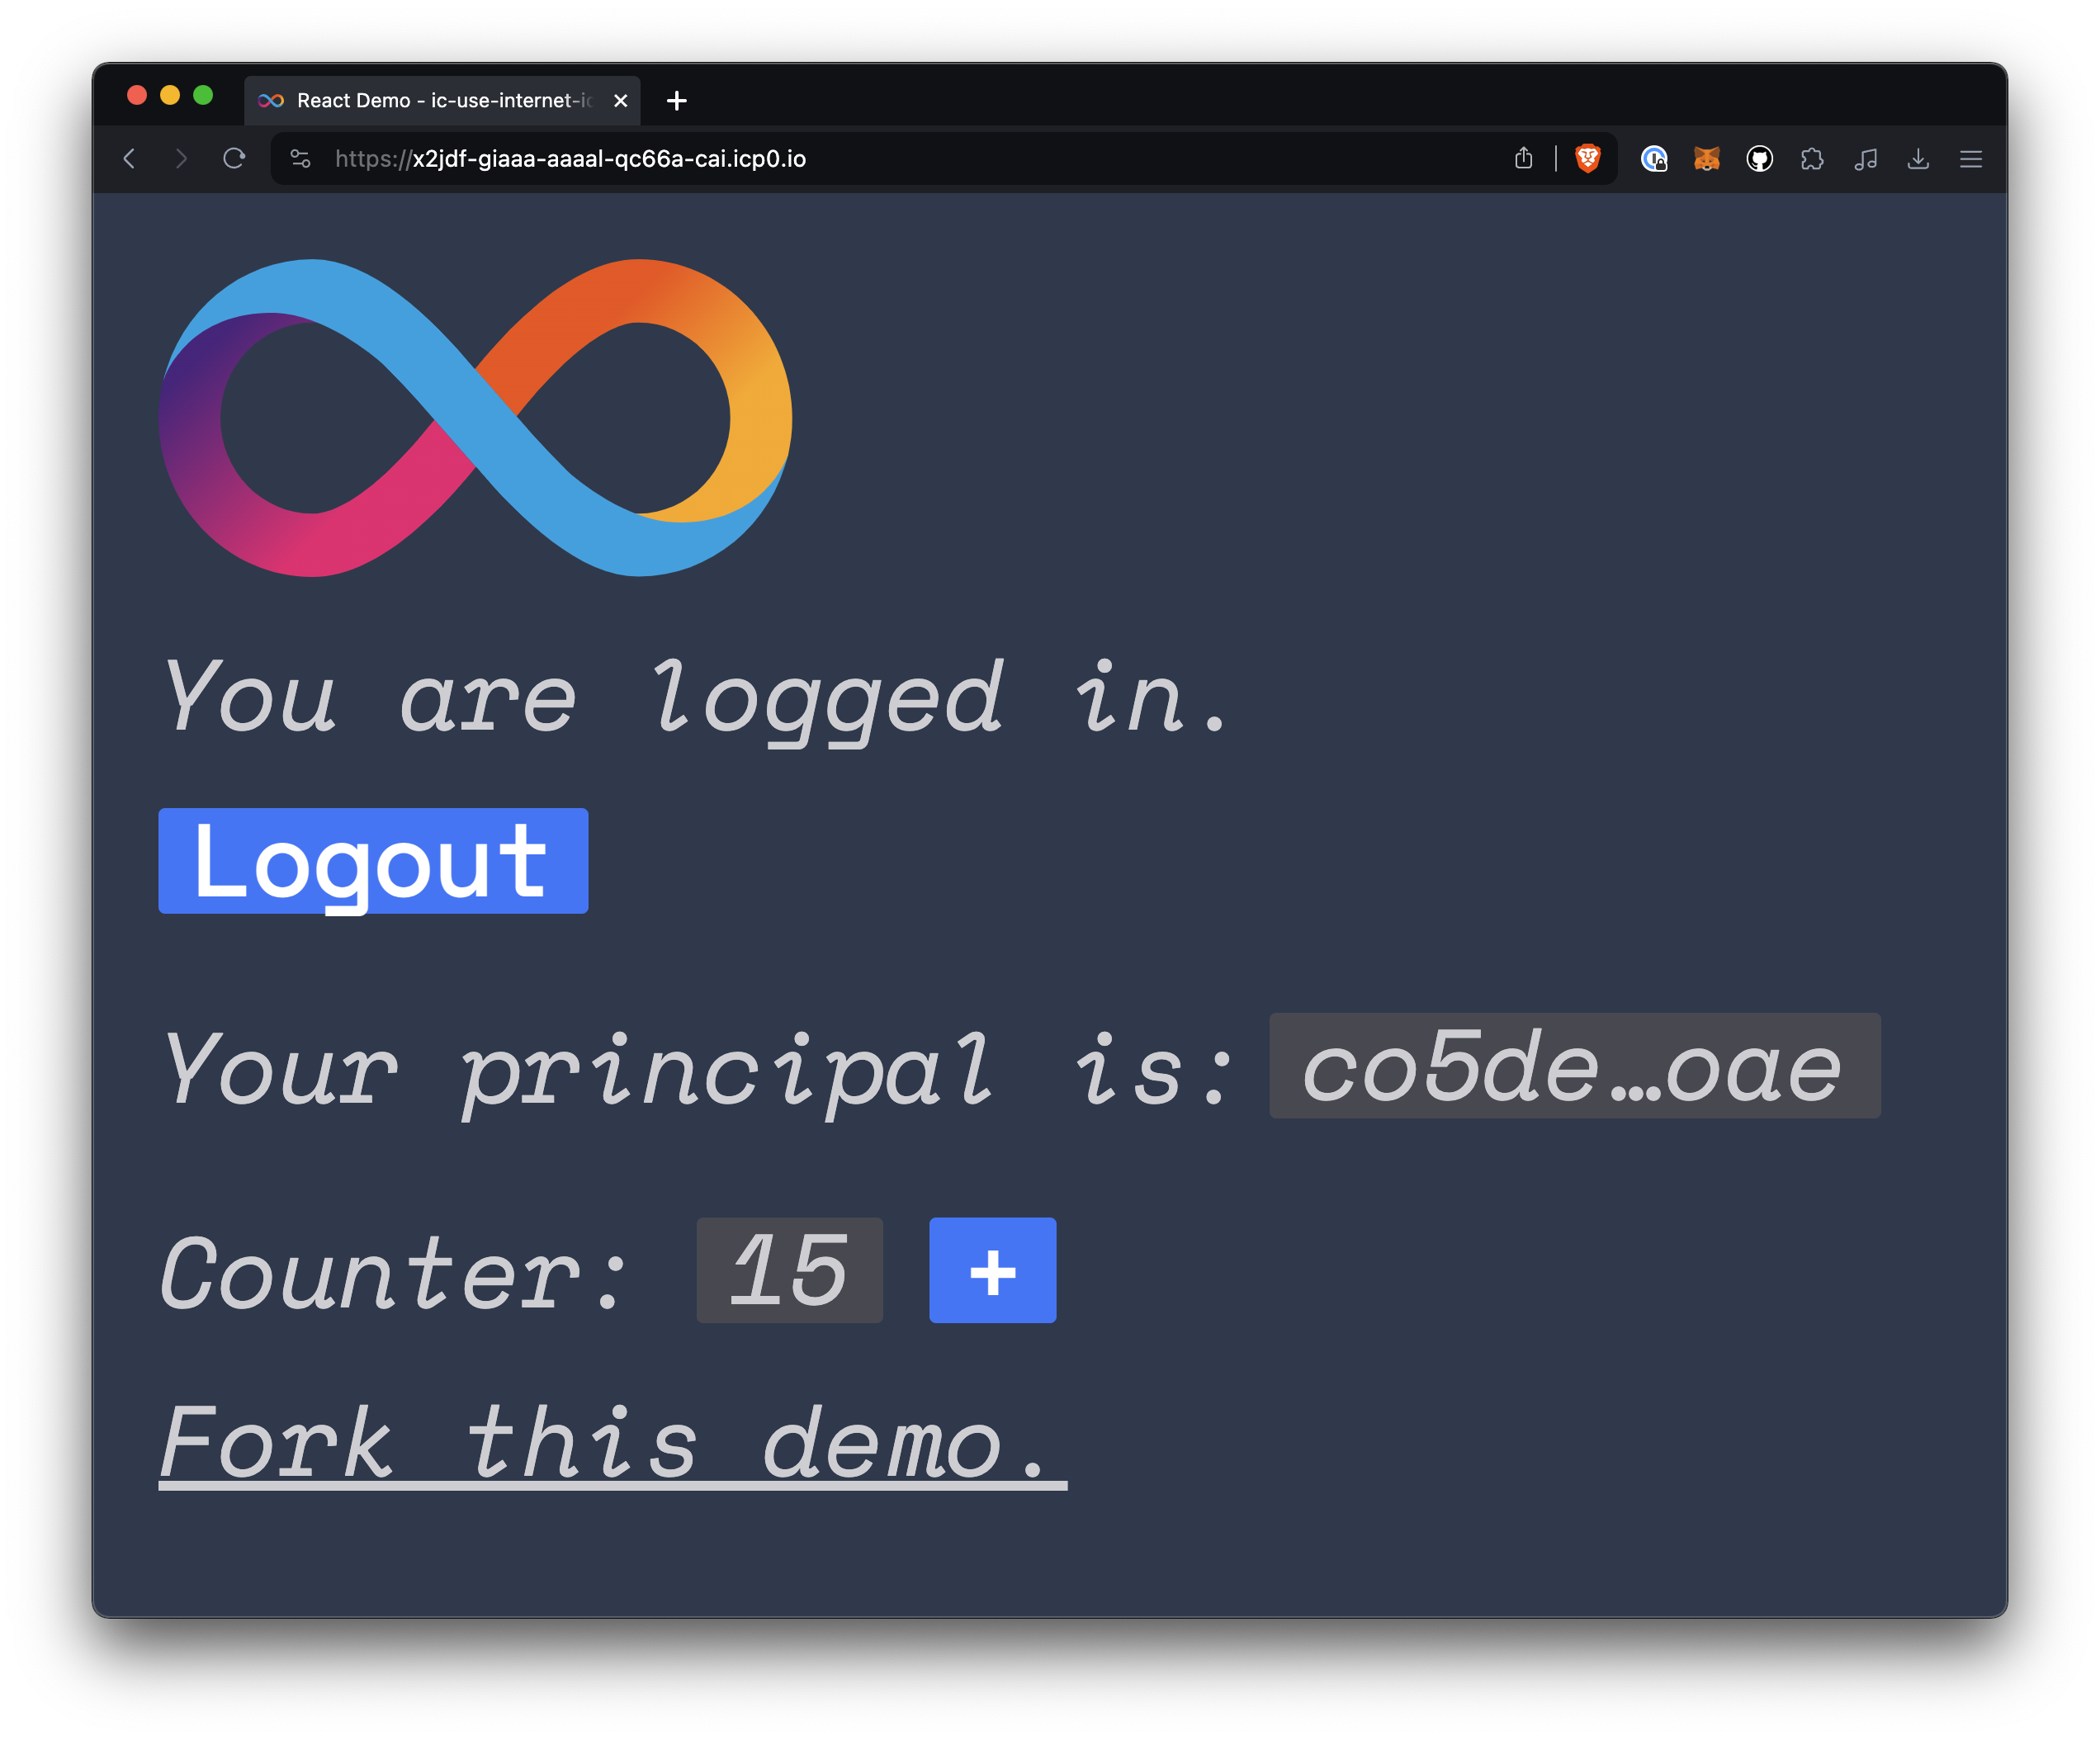 React Demo - ic-use-internet-ic
https://x2jdf-giaaa-aaaal-qc66a-cai.icp0.io
You are logged in.
Logout
Your principal is: co5de…oae
Counter: 15 +
Fork this demo.